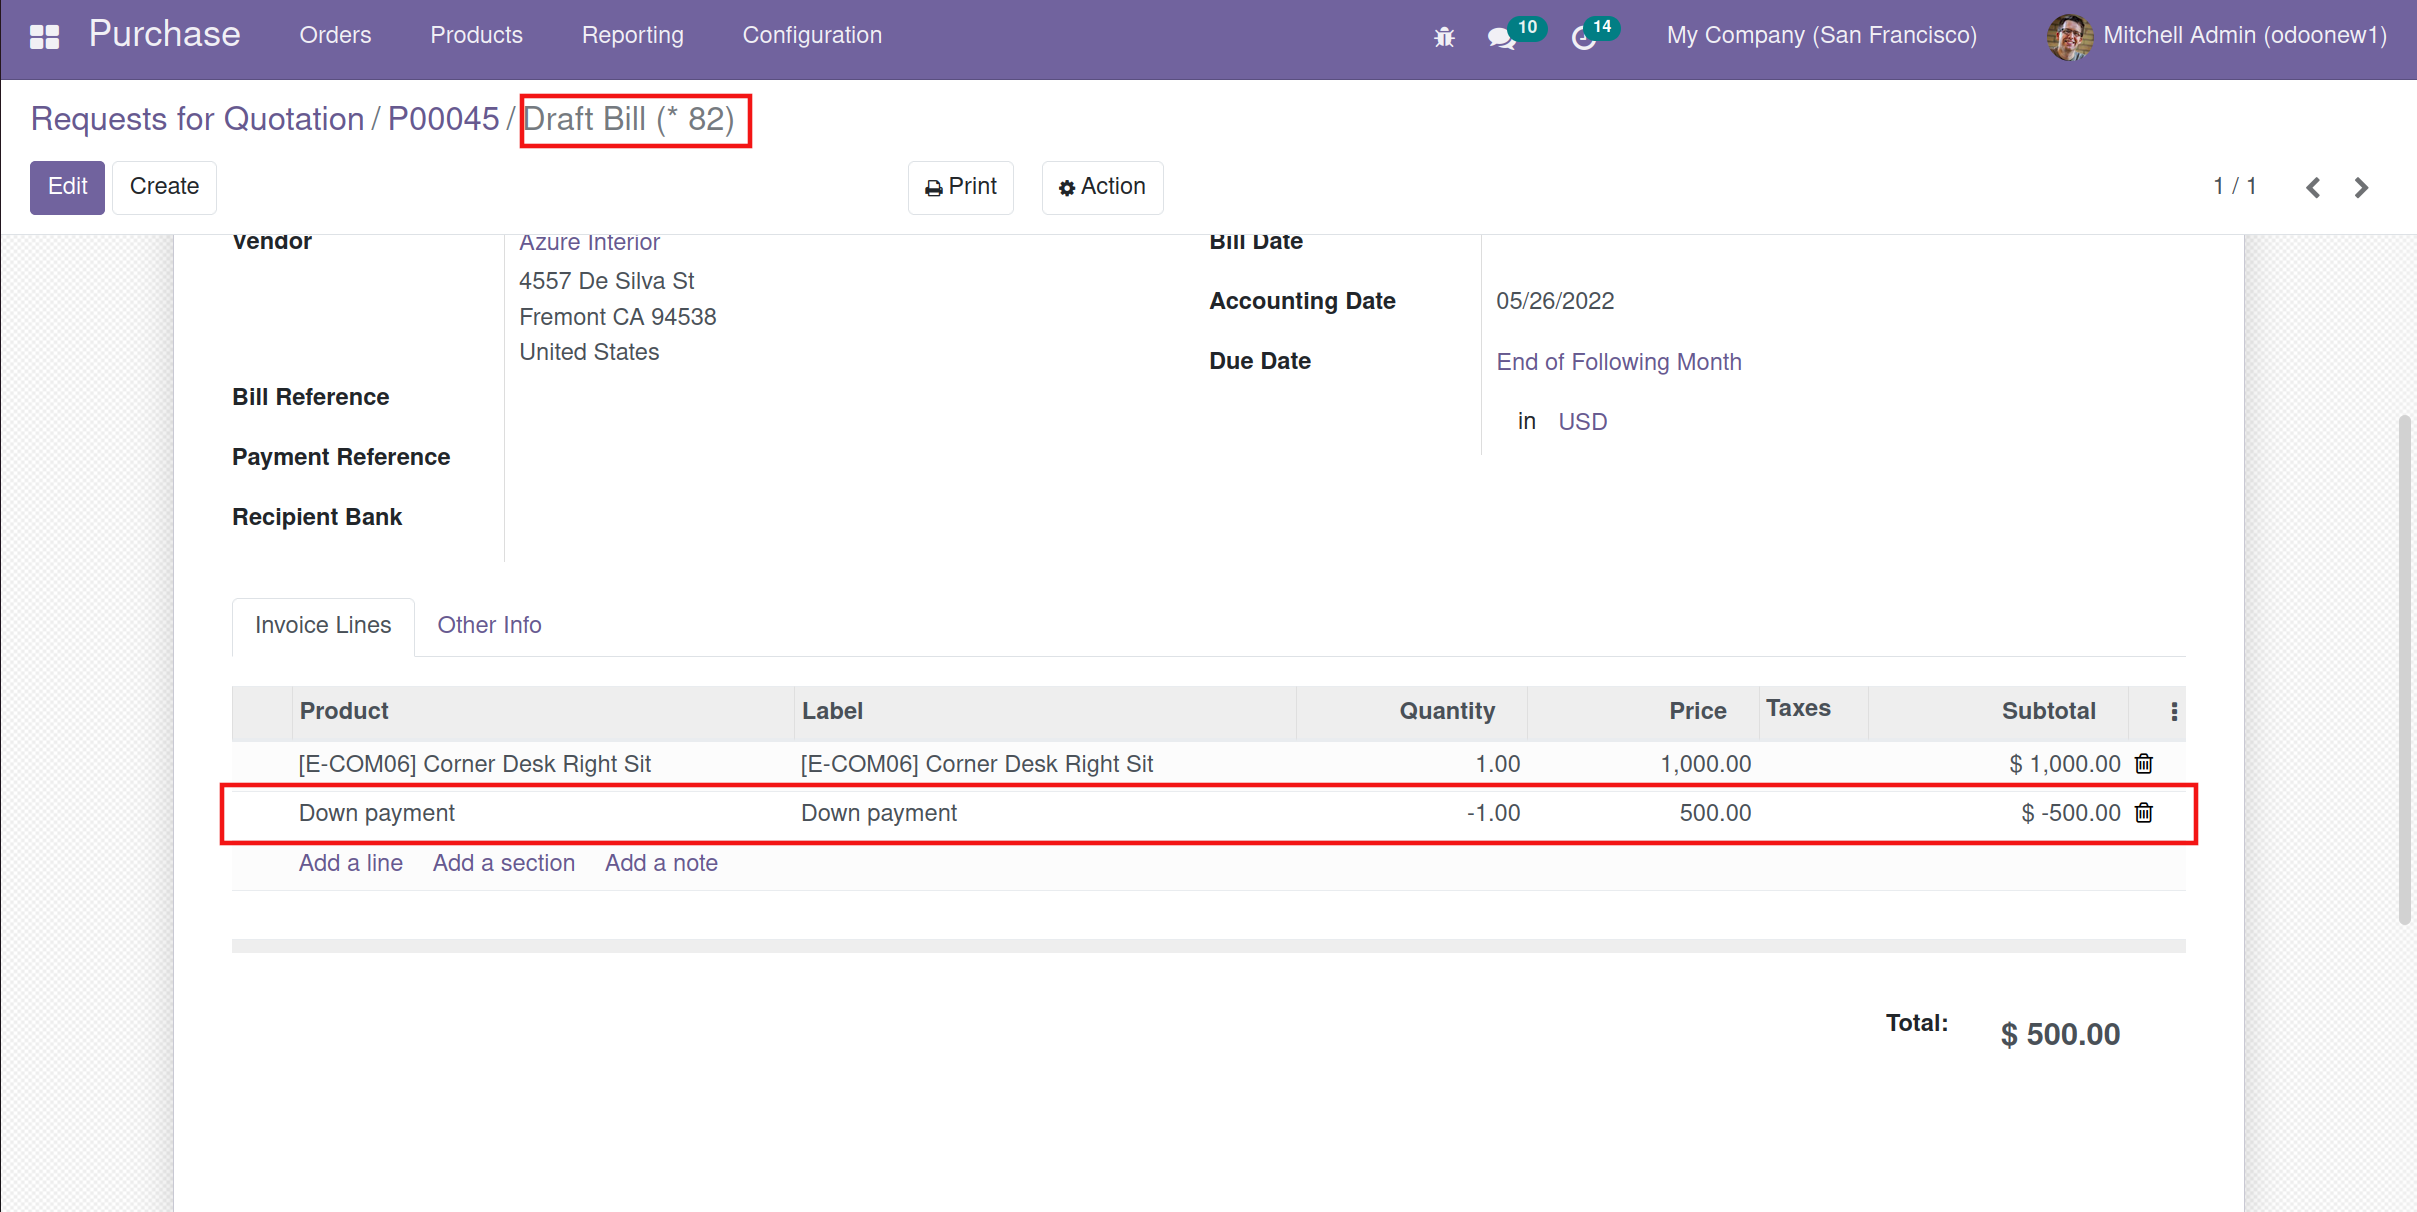 Purchase Orders Products Reporting Configuration 10 14 My Company (San Francisco) Mitchell Admin (odoonew1)
Requests for Quotation / P00045 / Draft Bill (* 82)
Edit Create Print Action 1 / 1
Vendor Azure Interior Bill Date
4557 De Silva St
Accounting Date 05/26/2022
Fremont CA 94538
United States
Due Date End of Following Month
Bill Reference
in USD
Payment Reference
Recipient Bank
Invoice Lines Other Info
Product Label Quantity Price Taxes Subtotal
[E-COM06] Corner Desk Right Sit [E-COM06] Corner Desk Right Sit 1.00 1,000.00 $ 1,000.00
Down payment Down payment -1.00 500.00 $ -500.00
Add a line Add a section Add a note
Total: $ 500.00